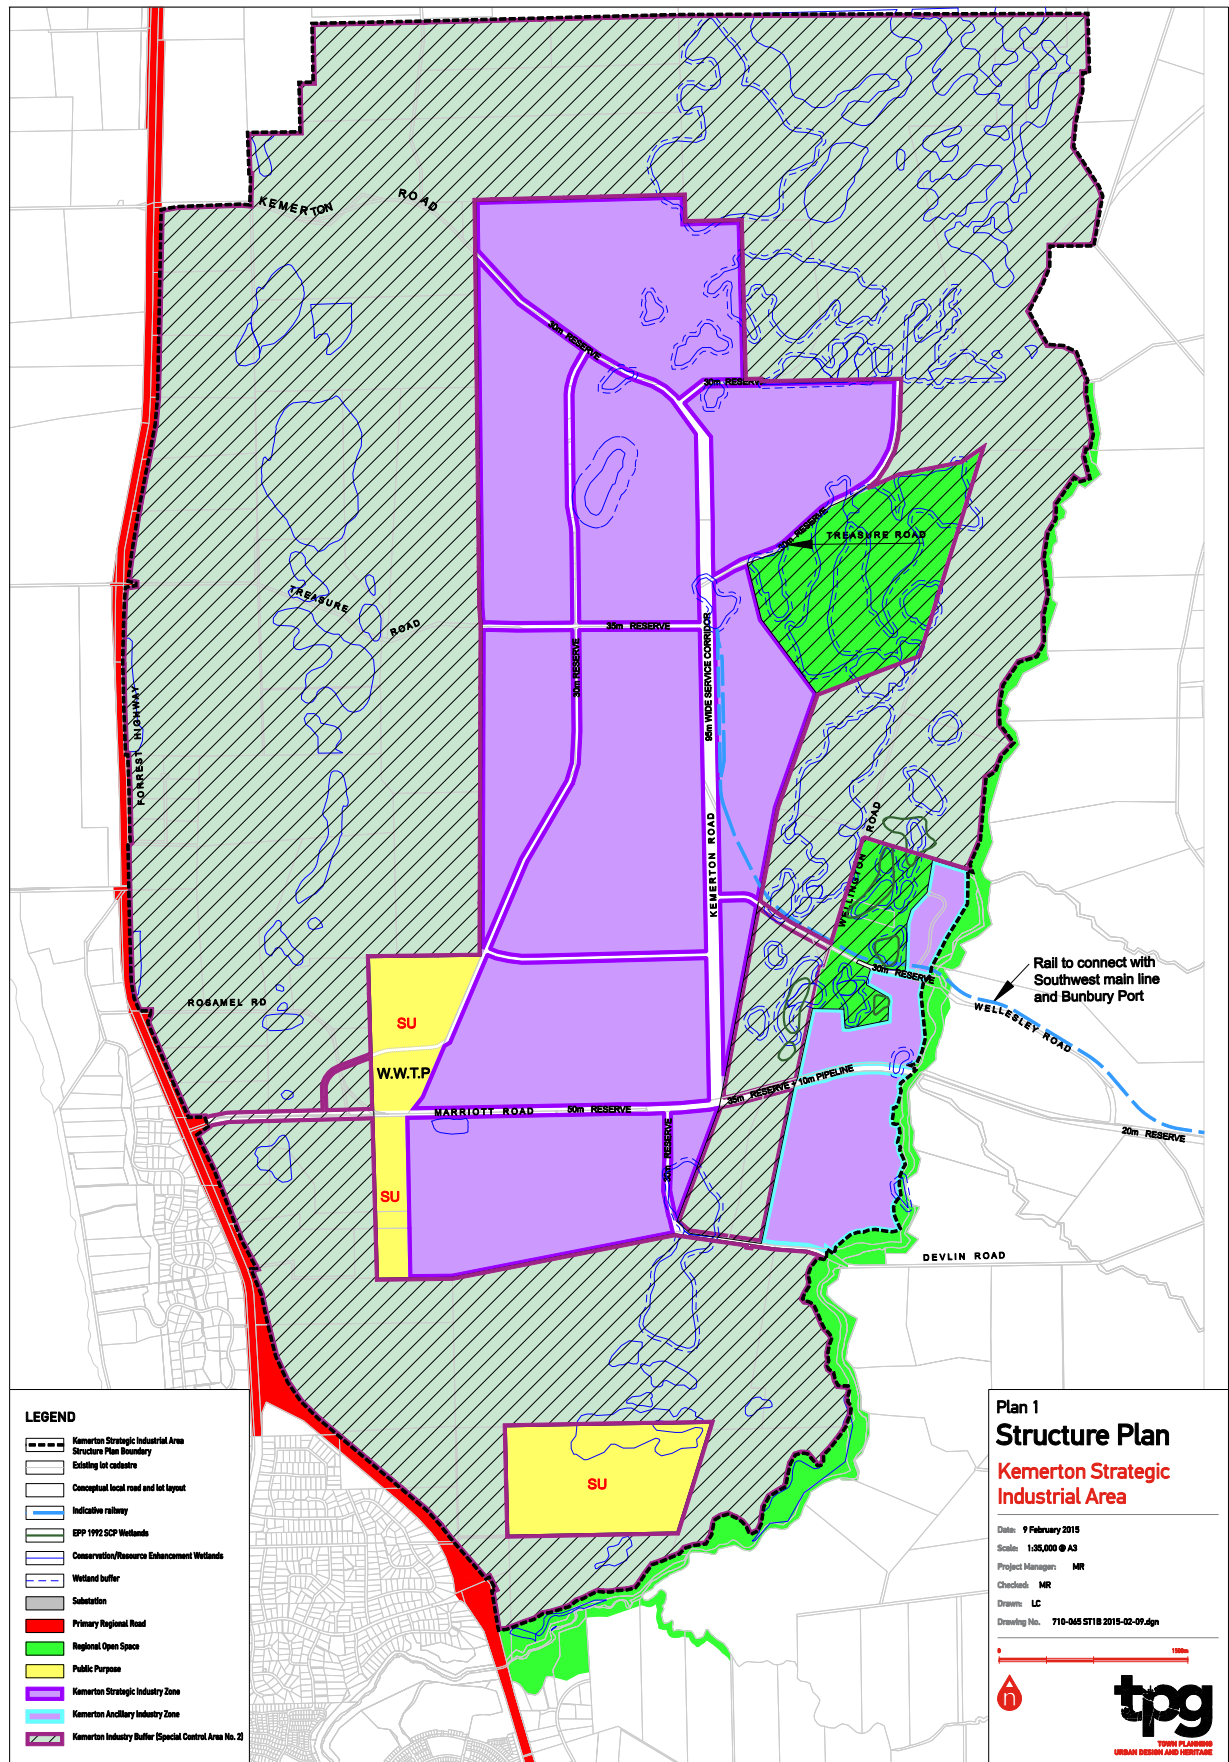 KEMERTON ROAD
30m RESERVE
30m RESERVE
30m RESERVE
TREASURE ROAD
TREASURE ROAD
35m RESERVE
30m RESERVE
95m WIDE SERVICE CORRIDOR
FORREST HIGHWAY
KEMERTON ROAD
WELLINGTON ROAD
30m RESERVE
Rail to connect with
Southwest main line
and Bunbury Port
WELLESLEY ROAD
ROSAMEL RD
SU
W.W.T.P
35m RESERVE + 10m PIPELINE
MARRIOTT ROAD 50m RESERVE
20m RESERVE
30m RESERVE
SU
DEVLIN ROAD
SU
LEGEND
Kemerton Strategic Industrial Area
Structure Plan Boundary
Existing lot cadastre
Conceptual local road and lot layout
Indicative railway
EPP 1992 SCP Wetlands
Conservation/Resource Enhancement Wetlands
Wetland buffer
Substation
Primary Regional Road
Regional Open Space
Public Purpose
Kemerton Strategic Industry Zone
Kemerton Ancillary Industry Zone
Kemerton Industry Buffer (Special Control Area No. 2)
Plan 1
Structure Plan
Kemerton Strategic
Industrial Area
Date: 9 February 2015
Scale: 1:35,000 @ A3
Project Manager: MR
Checked: MR
Drawn: LC
Drawing No. 710-065 ST1B 2015-02-09.dgn
0 1500m
n
tpg
TOWN PLANNING
URBAN DESIGN AND HERITAGE